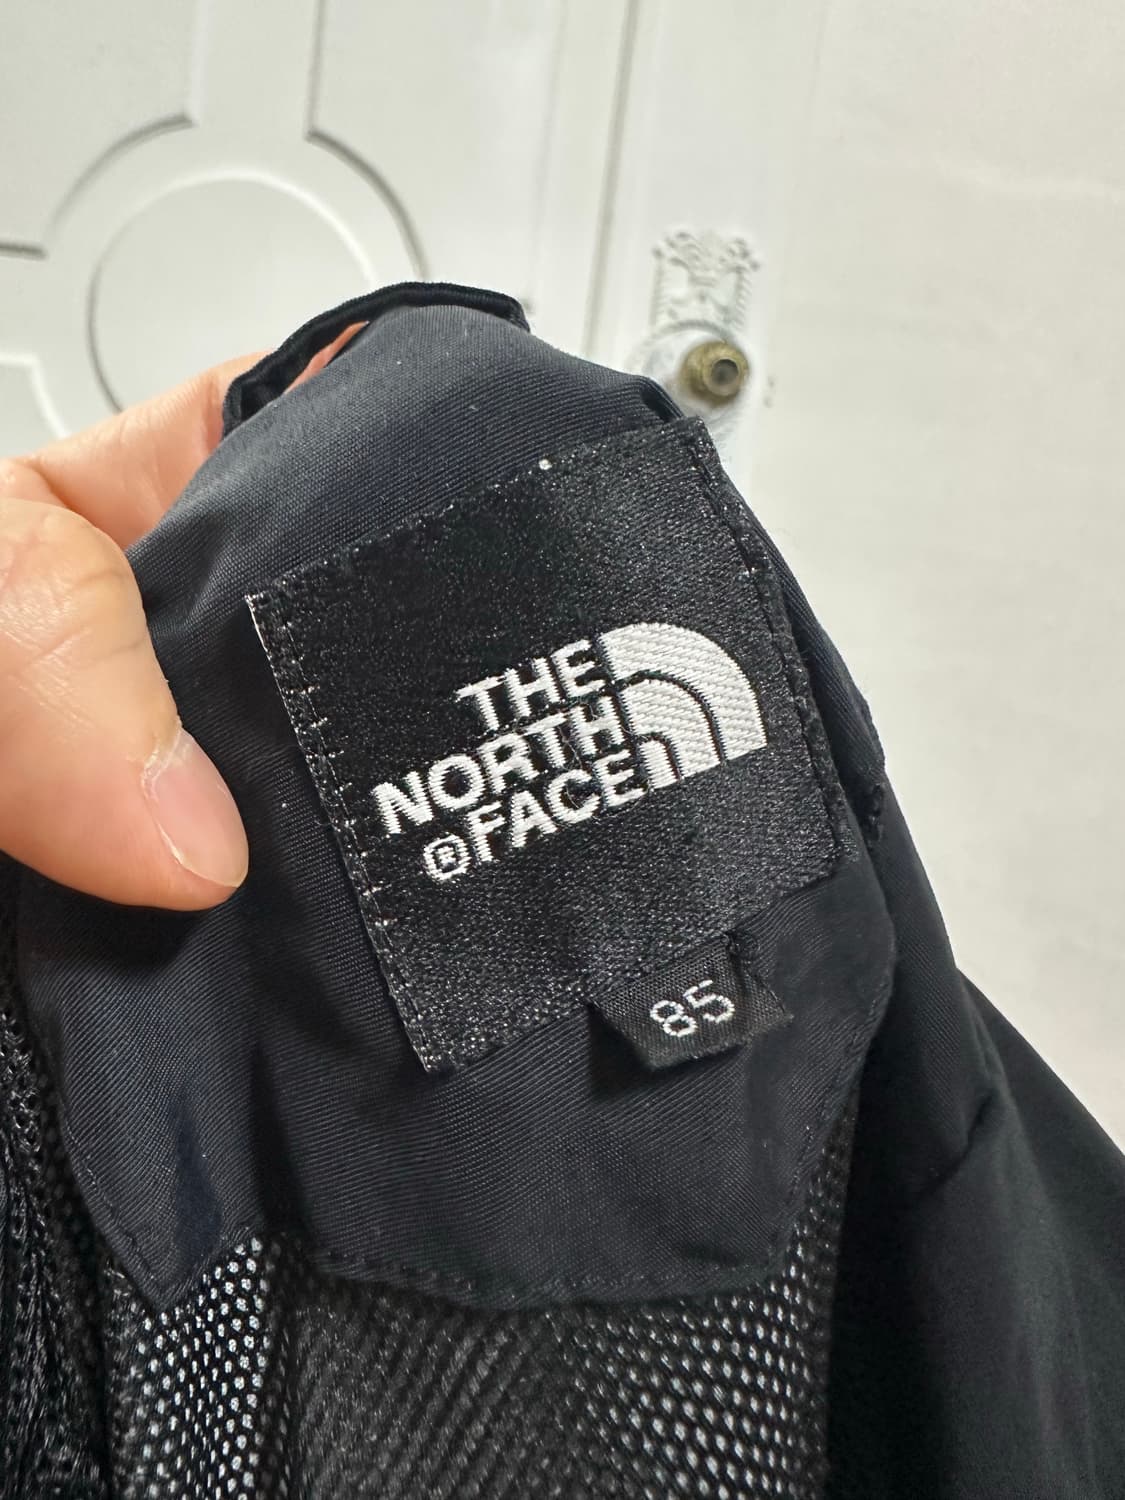 THE
NORTH
®FACE
85